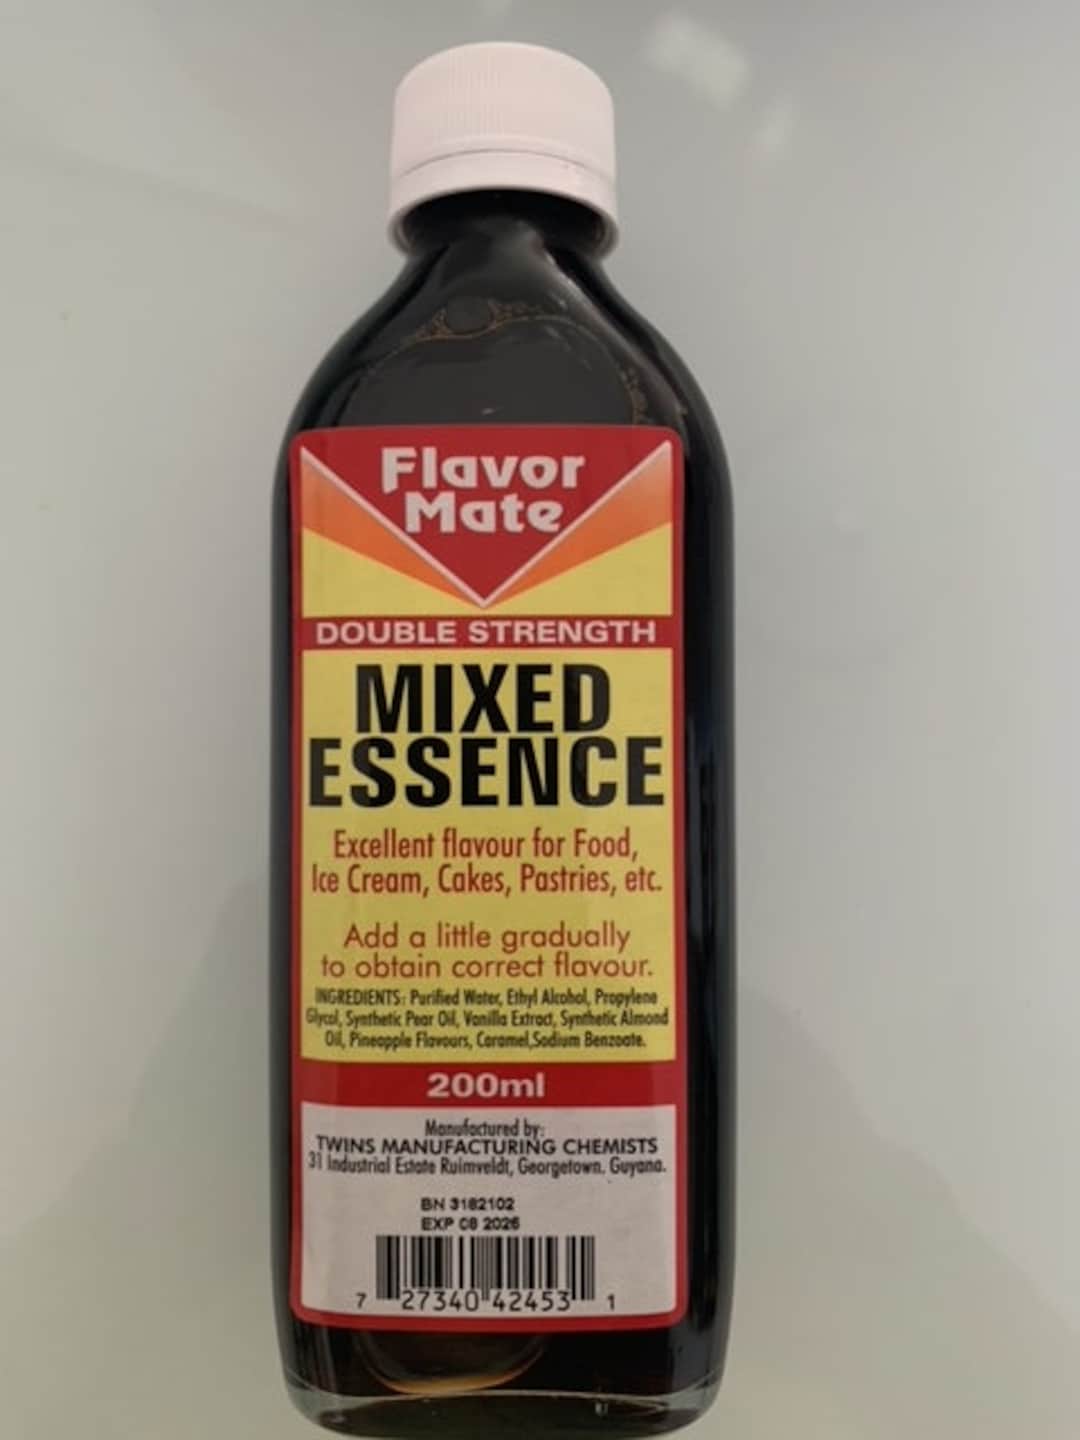 Flavor
Mate
DOUBLE STRENGTH
MIXED
ESSENCE
Excellent flavour for Food,
Ice Cream, Cakes, Pastries, etc.
Add a little gradually
to obtain correct flavour.
INGREDIENTS: Purified Water, Ethyl Alcohol, Propylene
Glycol, Synthetic Pear Oil, Vanilla Extract, Synthetic Almond
Oil, Pineapple Flavours, Caramel,Sodium Benzoate.
200ml
Manufactured by:
TWINS MANUFACTURING CHEMISTS
31 Industrial Estate Ruimveldt, Georgetown. Guyana.
BN 3182102
EXP 08 2026
7 27340 42453 1